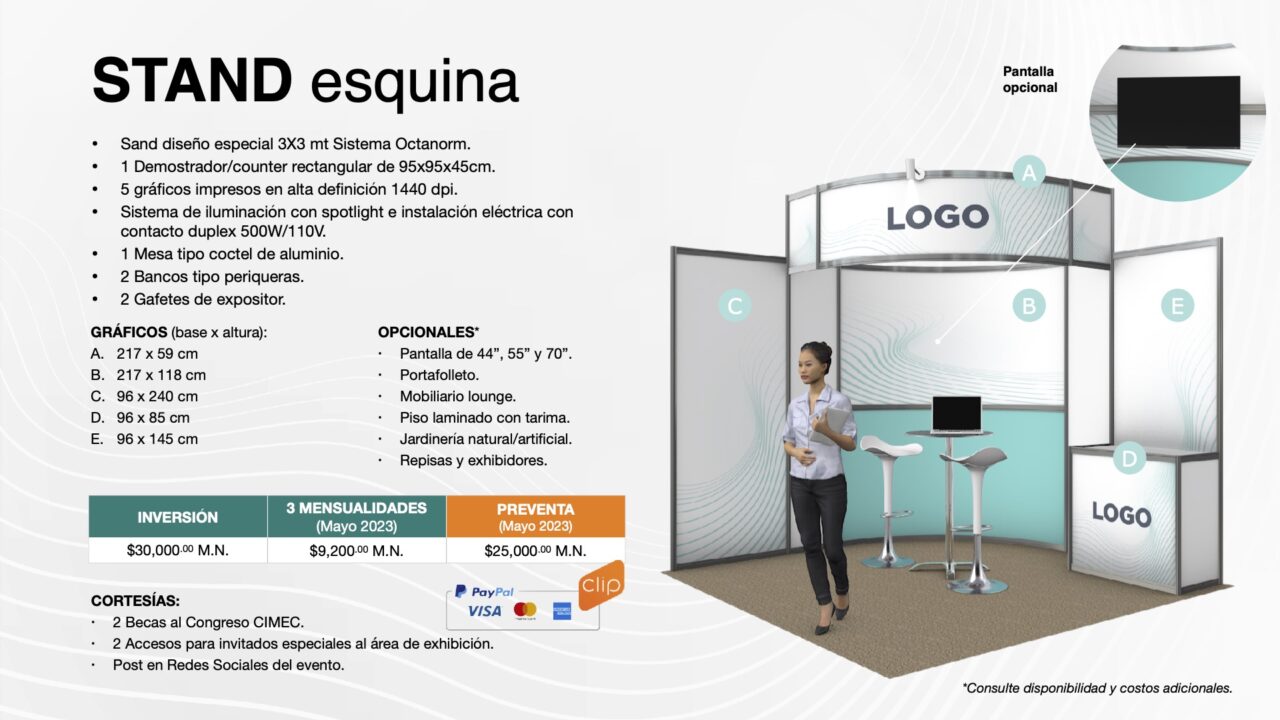 STAND esquina
• Sand diseño especial 3X3 mt Sistema Octanorm.
• 1 Demostrador/counter rectangular de 95x95x45cm.
• 5 gráficos impresos en alta definición 1440 dpi.
• Sistema de iluminación con spotlight e instalación eléctrica con
contacto duplex 500W/110V.
• 1 Mesa tipo coctel de aluminio.
• 2 Bancos tipo periqueras.
• 2 Gafetes de expositor.
GRÁFICOS (base x altura):
A. 217 x 59 cm
B. 217 x 118 cm
C. 96 x 240 cm
D. 96 x 85 cm
E. 96 x 145 cm
OPCIONALES*
· Pantalla de 44”, 55” y 70”.
· Portafolleto.
· Mobiliario lounge.
· Piso laminado con tarima.
· Jardinería natural/artificial.
· Repisas y exhibidores.
INVERSIÓN
3 MENSUALIDADES
(Mayo 2023)
PREVENTA
(Mayo 2023)
$30,000.00 M.N.
$9,200.00 M.N.
$25,000.00 M.N.
CORTESÍAS:
· 2 Becas al Congreso CIMEC.
· 2 Accesos para invitados especiales al área de exhibición.
· Post en Redes Sociales del evento.
PayPal
clip
VISA
Pantalla
opcional
A
LOGO
C
B
E
D
LOGO
*Consulte disponibilidad y costos adicionales.